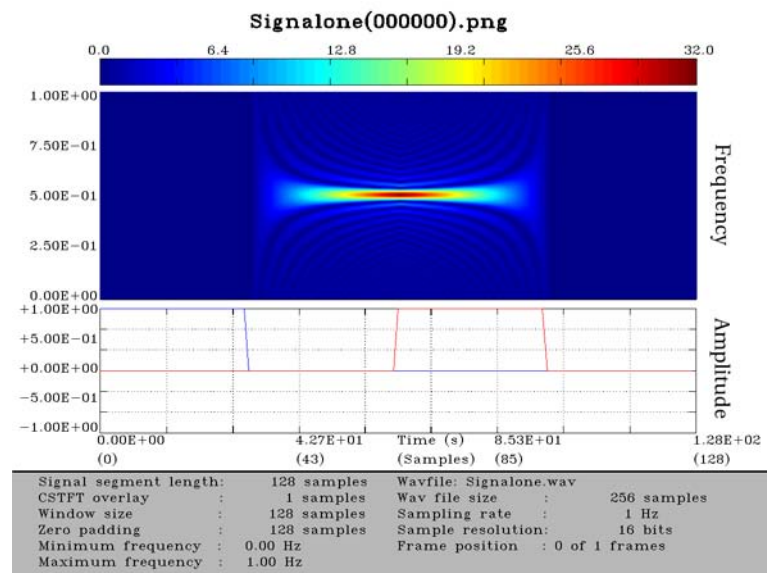 Signalone(000000).png
0.0 6.4 12.8 19.2 25.6 32.0
1.00E+00
7.50E-01
5.00E-01
2.50E-01
0.00E+00
Frequency
+1.00E+00
+5.00E-01
+0.00E+00
-5.00E-01
-1.00E+00
Amplitude
0.00E+00 4.27E+01 Time (s) 8.53E+01 1.28E+02
(0) (43) (Samples) (85) (128)
Signal segment length: 128 samples Wavfile: Signalone.wav
CSTFT overlay : 1 samples Wav file size : 256 samples
Window size : 128 samples Sampling rate : 1 Hz
Zero padding : 128 samples Sample resolution: 16 bits
Minimum frequency : 0.00 Hz Frame position : 0 of 1 frames
Maximum frequency : 1.00 Hz